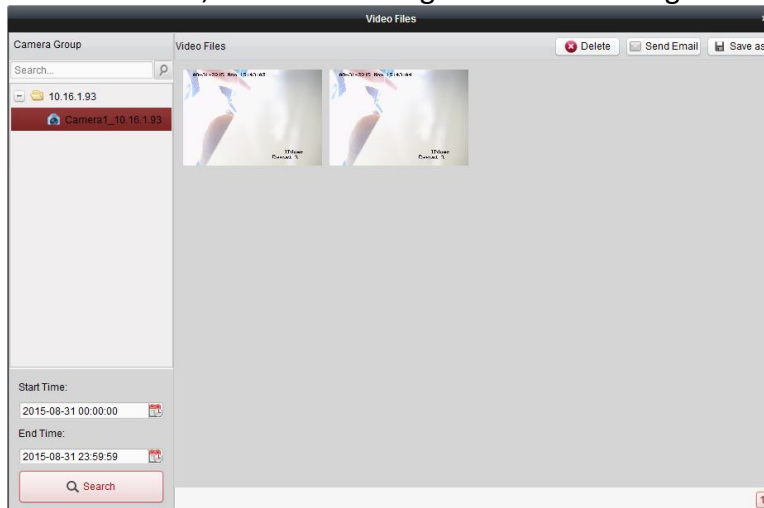 Video Files
Camera Group
Video Files
Delete
Send Email
Save as
Search...
10.16.1.93
Camera1_10.16.1.93
Start Time:
2015-08-31 00:00:00
End Time:
2015-08-31 23:59:59
Search
1